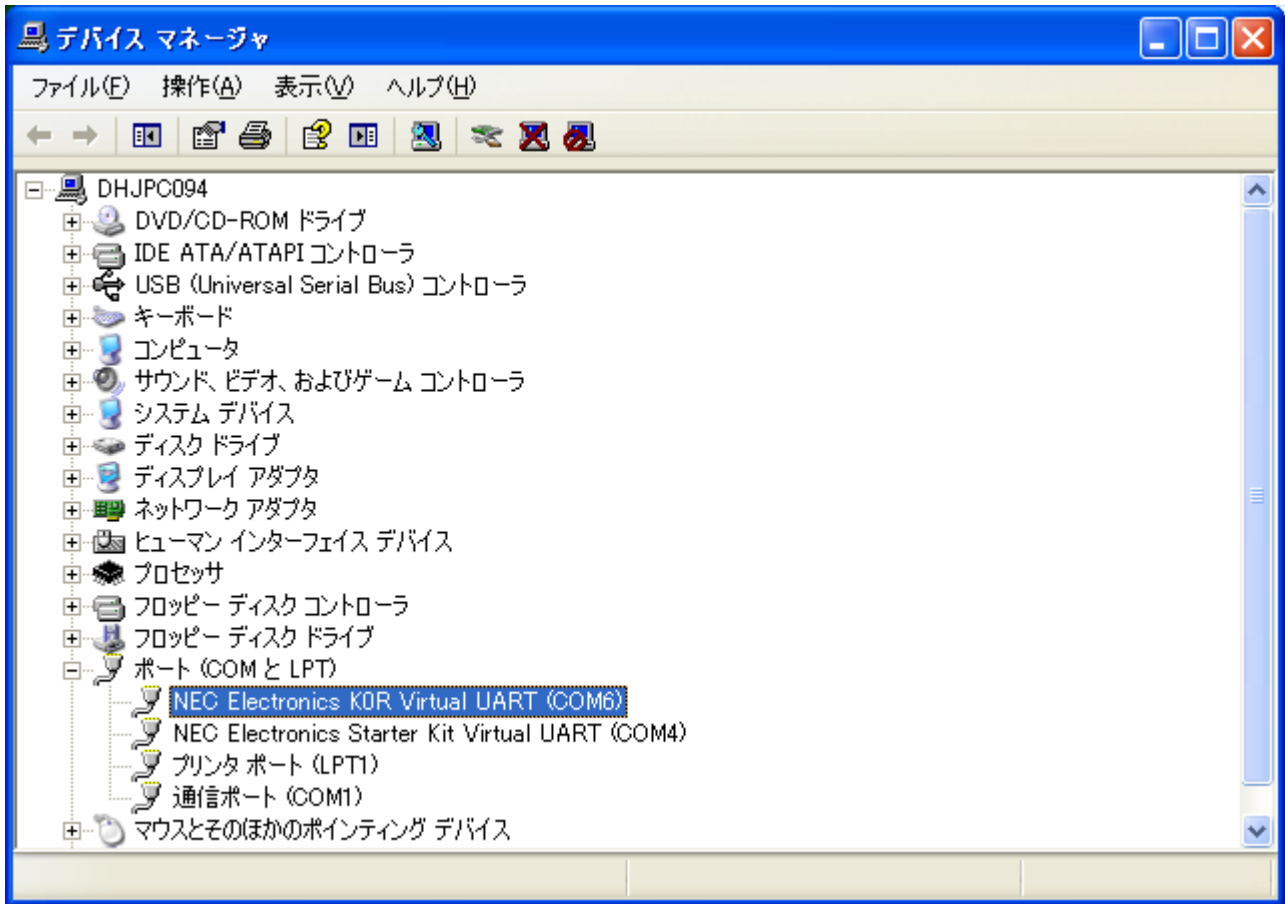 デバイス マネージャ
ファイル(F) 操作(A) 表示(V) ヘルプ(H)
DHJPC094
DVD/CD-ROM ドライブ
IDE ATA/ATAPI コントローラ
USB (Universal Serial Bus) コントローラ
キーボード
コンピュータ
サウンド、ビデオ、およびゲーム コントローラ
システム デバイス
ディスク ドライブ
ディスプレイ アダプタ
ネットワーク アダプタ
ヒューマン インターフェイス デバイス
プロセッサ
フロッピー ディスク コントローラ
フロッピー ディスク ドライブ
ポート (COM と LPT)
NEC Electronics K0R Virtual UART (COM6)
NEC Electronics Starter Kit Virtual UART (COM4)
プリンタ ポート (LPT1)
通信ポート (COM1)
マウスとそのほかのポインティング デバイス